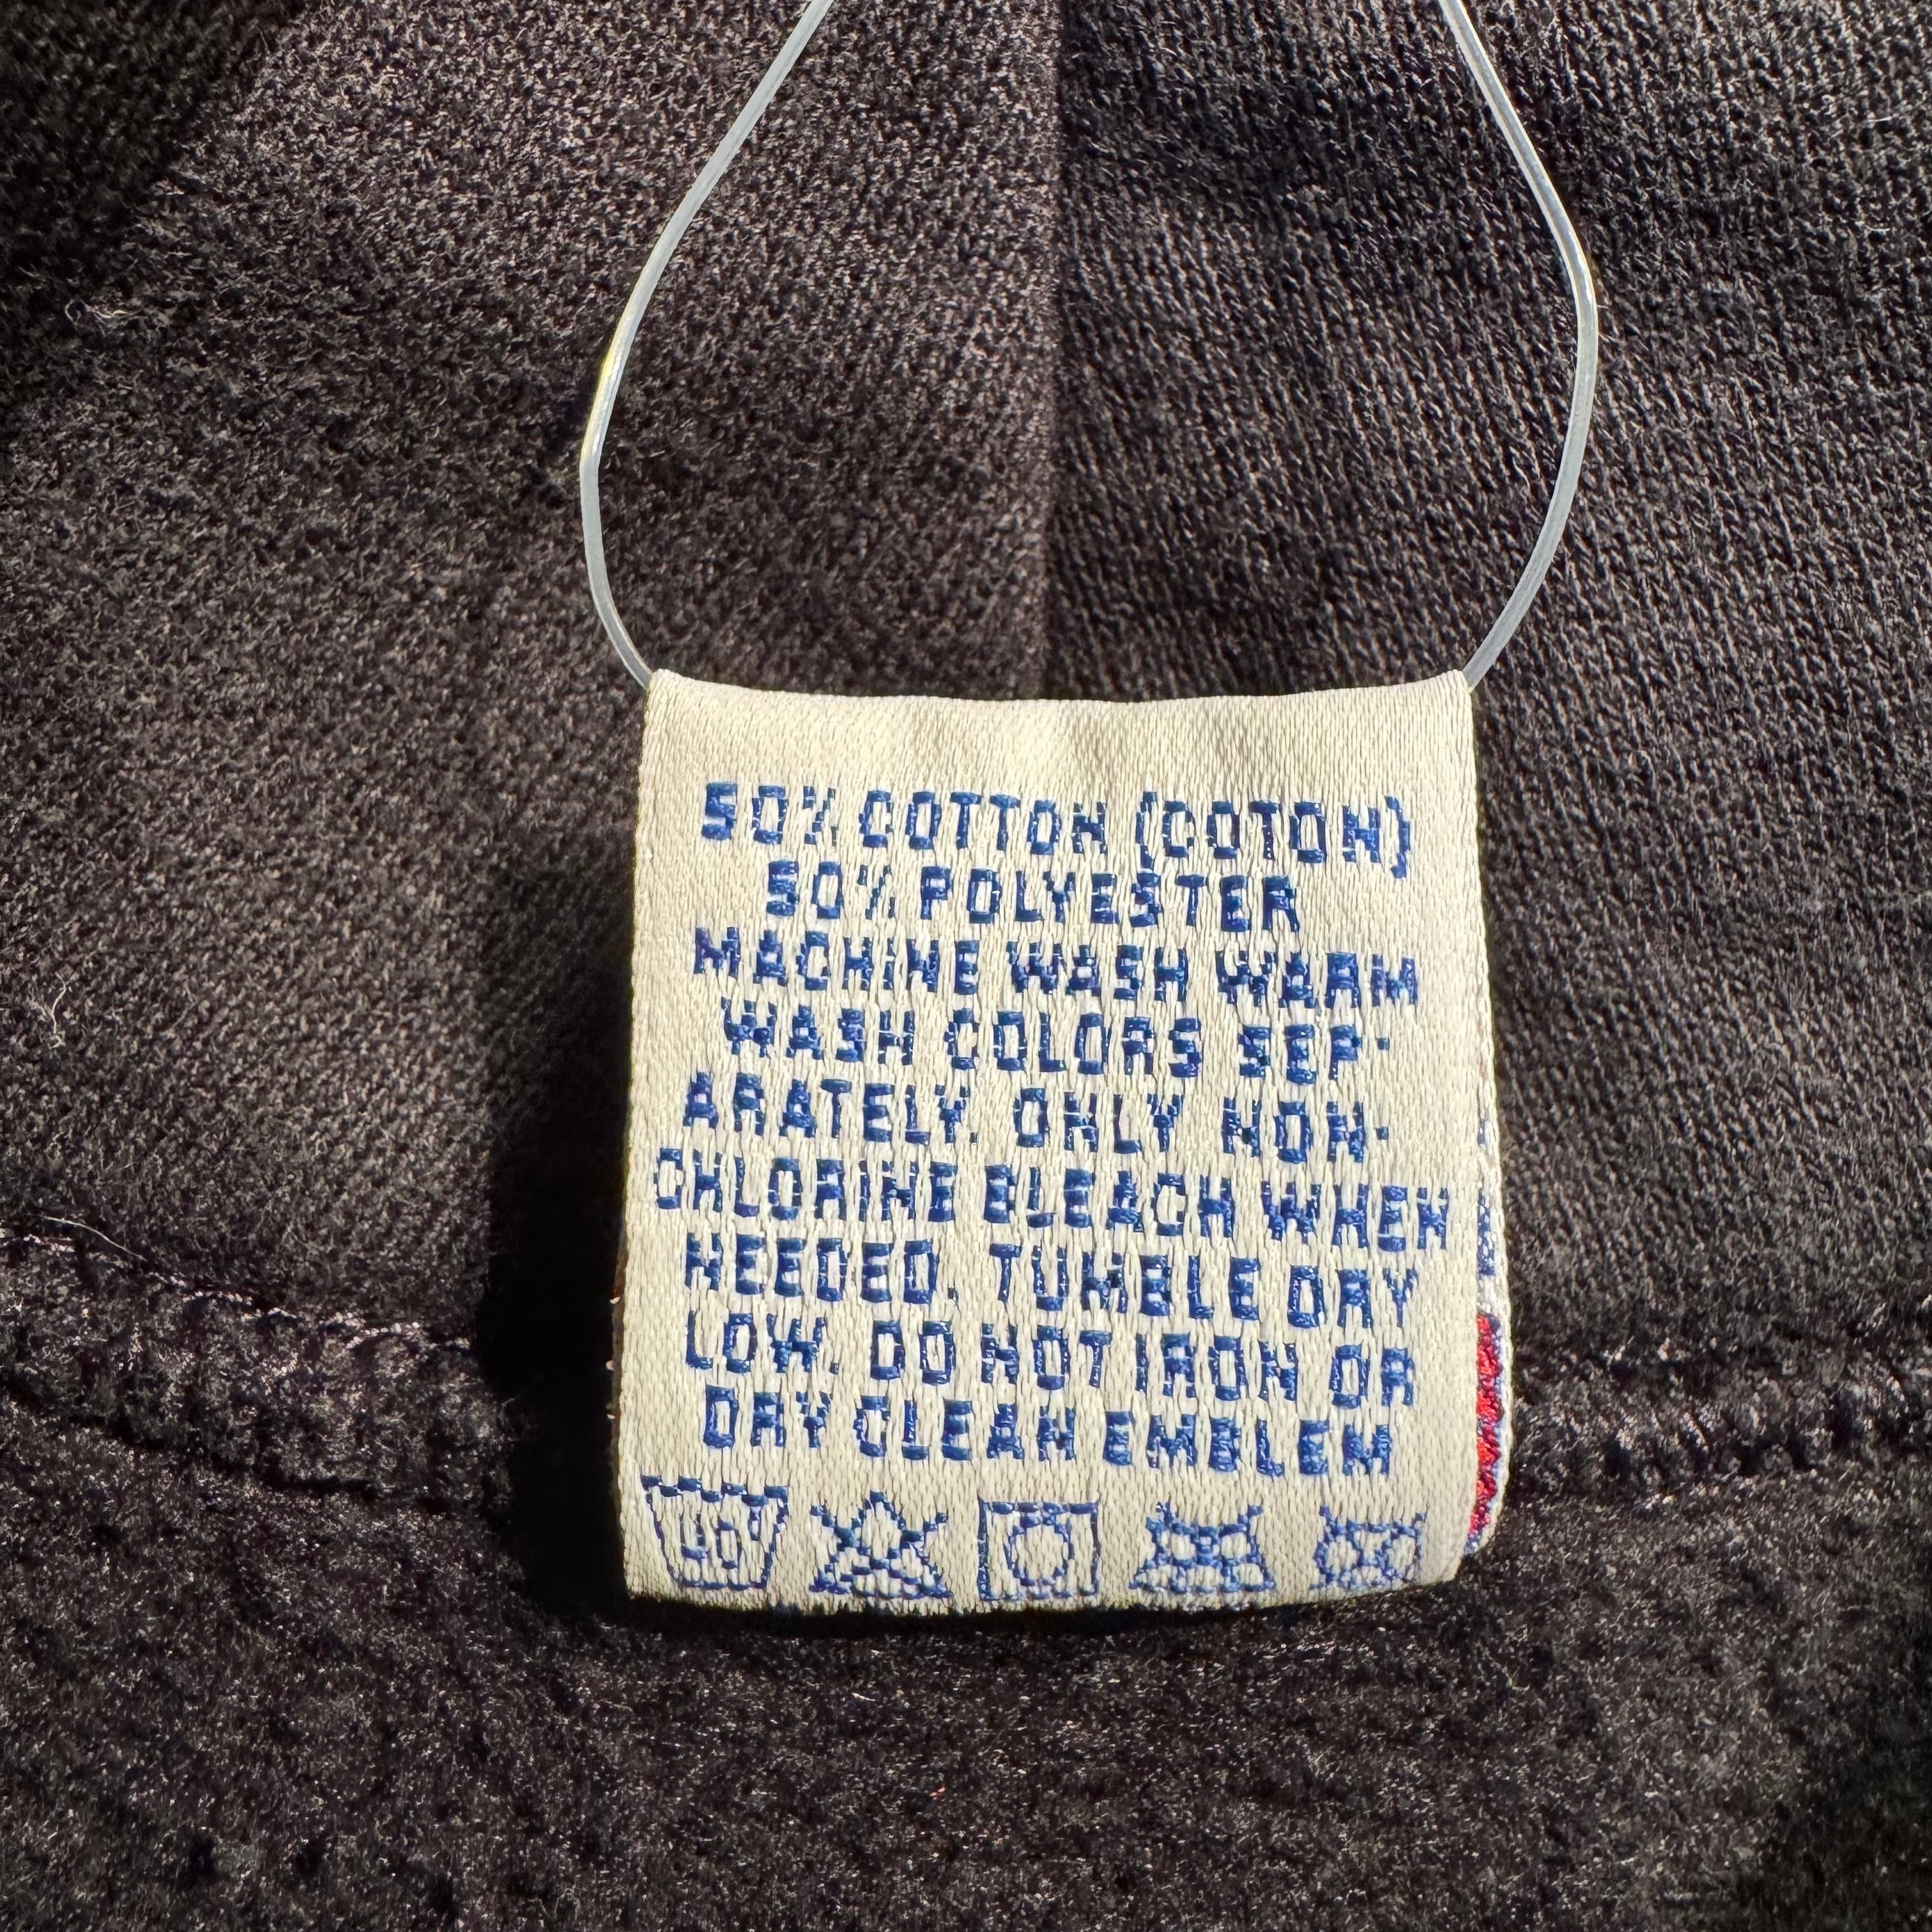 50% COTTON (COTON)
50% POLYESTER
MACHINE WASH WARM
WASH COLORS SEP-
ARATELY. ONLY NON-
CHLORINE BLEACH WHEN
NEEDED. TUMBLE DRY
LOW. DO NOT IRON OR
DRY CLEAN EMBLEM
40°